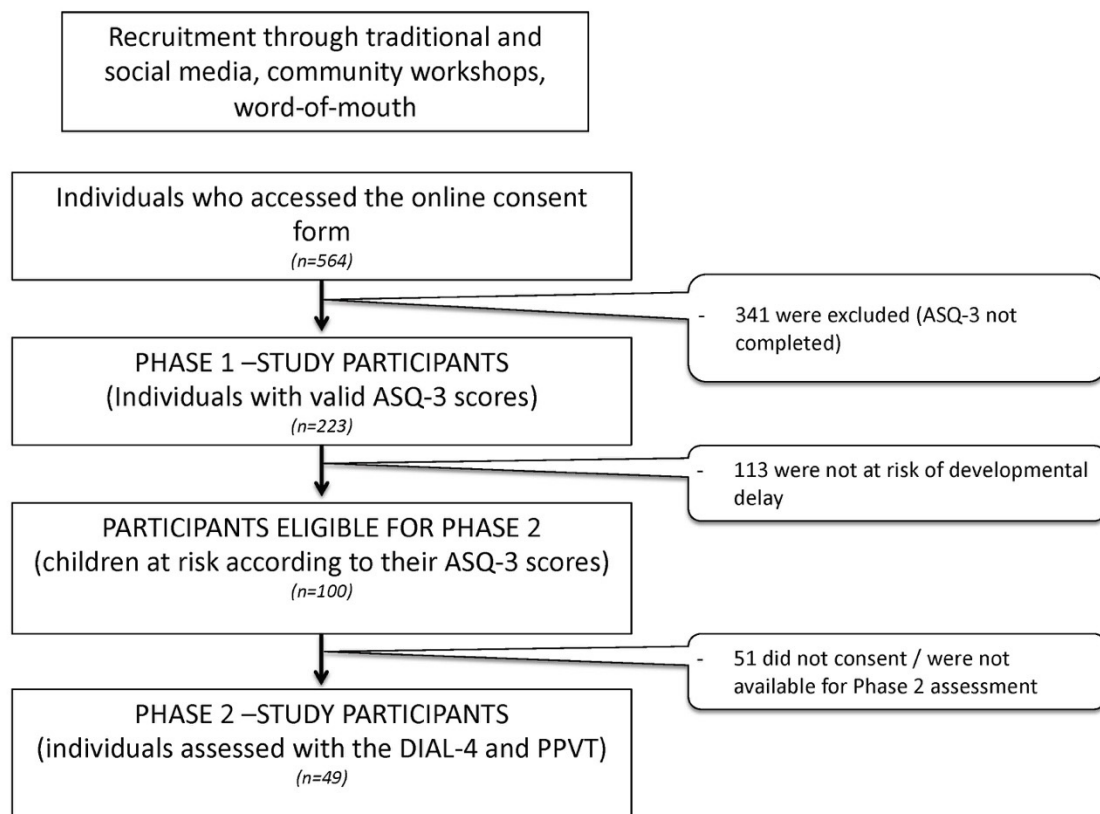 Recruitment through traditional and
social media, community workshops,
word-of-mouth
Individuals who accessed the online consent
form
(n=564)
- 341 were excluded (ASQ-3 not
completed)
PHASE 1 –STUDY PARTICIPANTS
(Individuals with valid ASQ-3 scores)
(n=223)
- 113 were not at risk of developmental
delay
PARTICIPANTS ELIGIBLE FOR PHASE 2
(children at risk according to their ASQ-3 scores)
(n=100)
- 51 did not consent / were not
available for Phase 2 assessment
PHASE 2 –STUDY PARTICIPANTS
(individuals assessed with the DIAL-4 and PPVT)
(n=49)